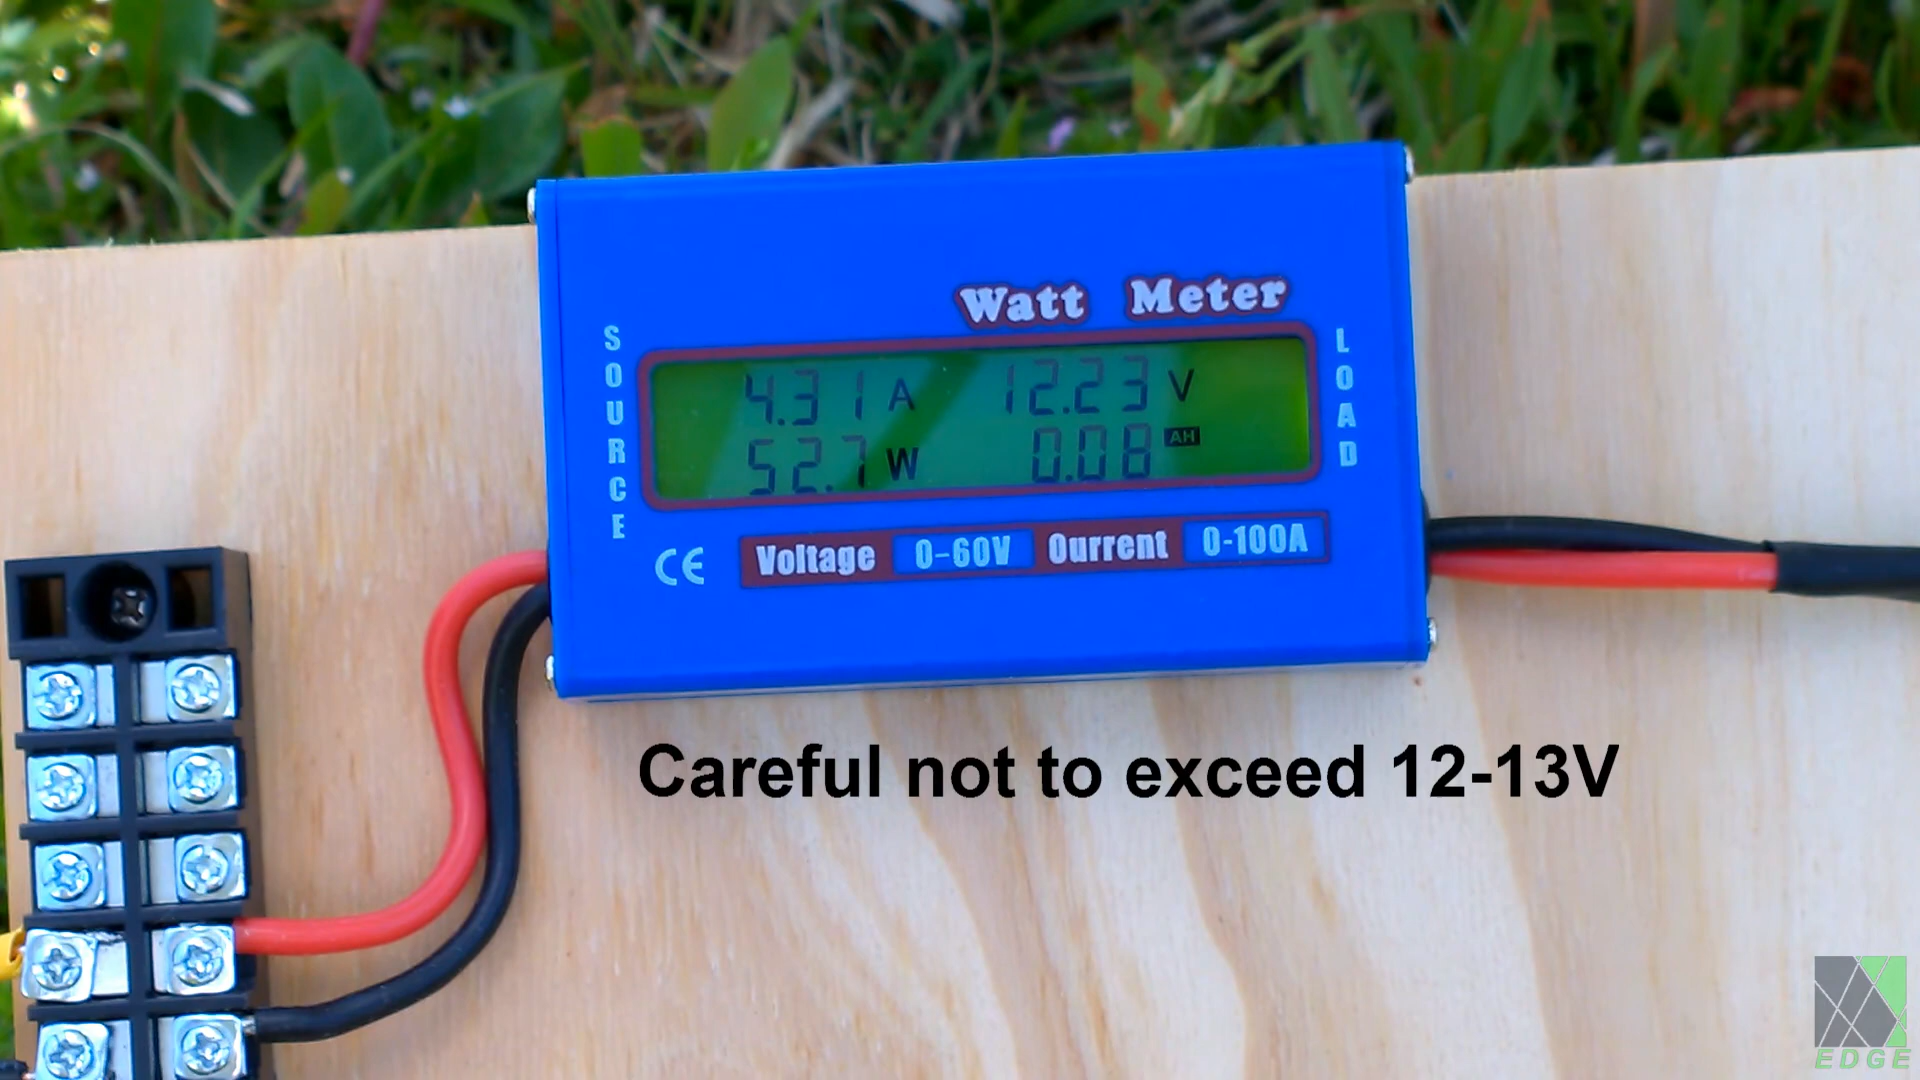 Watt Meter
SOURCE
4.31 A 12.23 V
52.7 W 0.08 AH
LOAD
CE Voltage 0-60V Ourrent 0-100A
Careful not to exceed 12-13V
EDGE